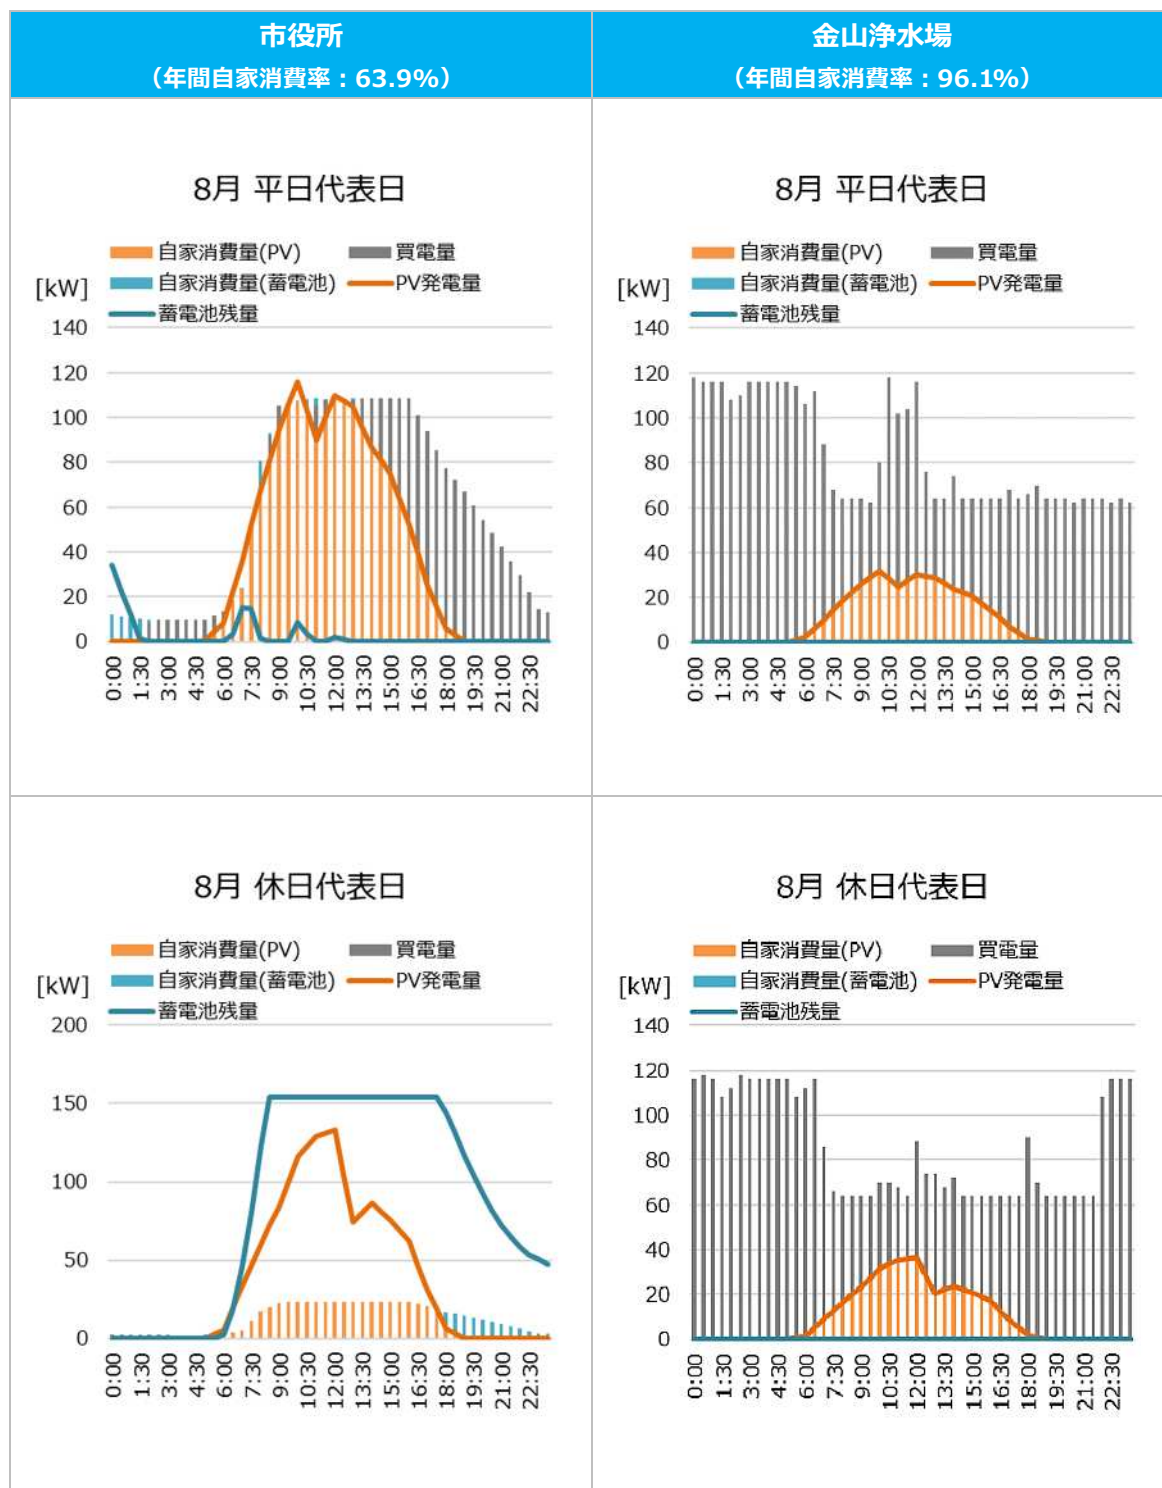 市役所
（年間自家消費率：63.9%）
金山浄水場
（年間自家消費率：96.1%）
8月 平日代表日
自家消費量(PV)
買電量
自家消費量(蓄電池)
PV発電量
蓄電池残量
[kW]
140
120
100
80
60
40
20
0
0:00
1:30
3:00
4:30
6:00
7:30
9:00
10:30
12:00
13:30
15:00
16:30
18:00
19:30
21:00
22:30
8月 平日代表日
自家消費量(PV)
買電量
自家消費量(蓄電池)
PV発電量
蓄電池残量
[kW]
140
120
100
80
60
40
20
0
0:00
1:30
3:00
4:30
6:00
7:30
9:00
10:30
12:00
13:30
15:00
16:30
18:00
19:30
21:00
22:30
8月 休日代表日
自家消費量(PV)
買電量
自家消費量(蓄電池)
PV発電量
蓄電池残量
[kW]
200
150
100
50
0
0:00
1:30
3:00
4:30
6:00
7:30
9:00
10:30
12:00
13:30
15:00
16:30
18:00
19:30
21:00
22:30
8月 休日代表日
自家消費量(PV)
買電量
自家消費量(蓄電池)
PV発電量
蓄電池残量
[kW]
140
120
100
80
60
40
20
0
0:00
1:30
3:00
4:30
6:00
7:30
9:00
10:30
12:00
13:30
15:00
16:30
18:00
19:30
21:00
22:30